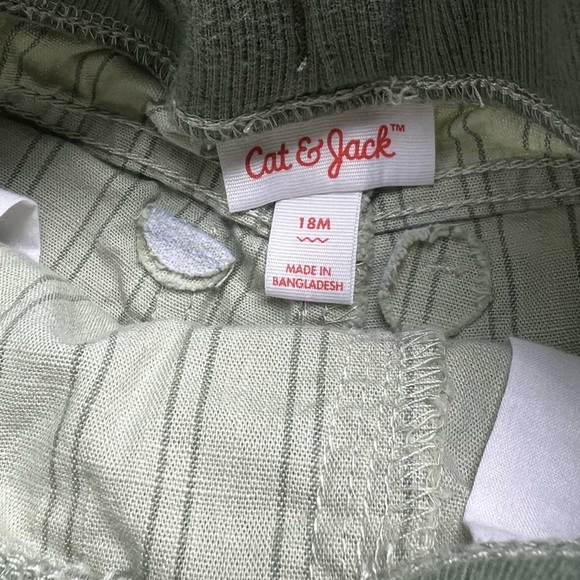 Cat & Jack™
18M
MADE IN
BANGLADESH